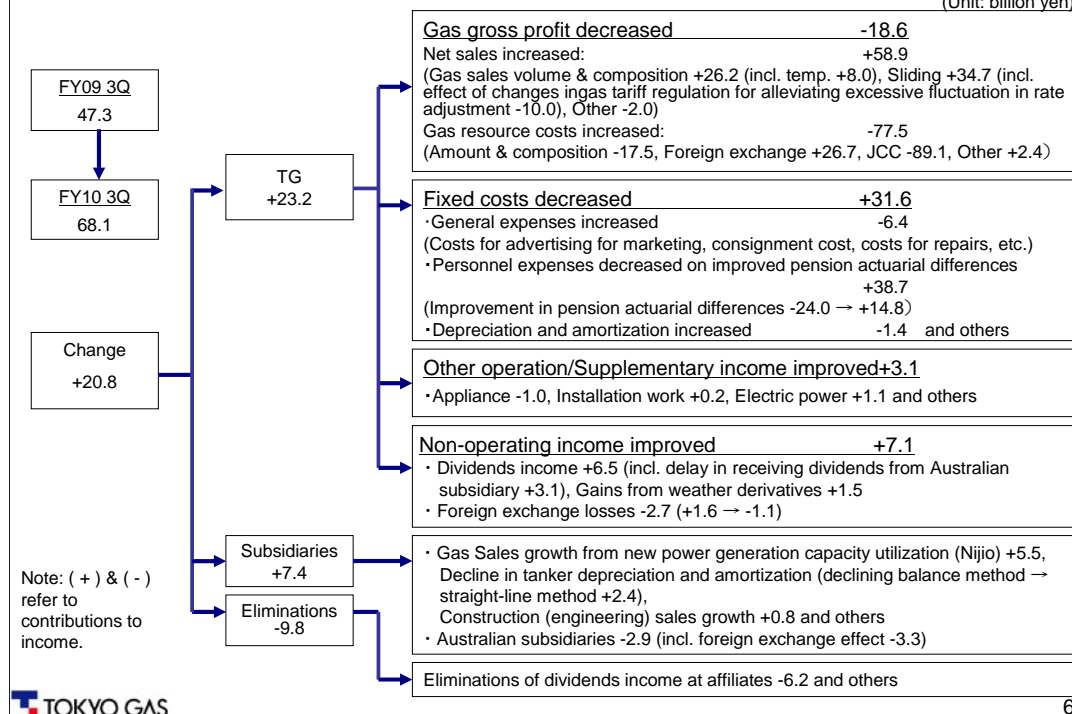 (Unit: billion yen)
FY09 3Q
47.3
FY10 3Q
68.1
Change
+20.8
Note: ( + ) & ( - )
refer to
contributions to
income.
TG
+23.2
Subsidiaries
+7.4
Eliminations
-9.8
Gas gross profit decreased -18.6
Net sales increased: +58.9
(Gas sales volume & composition +26.2 (incl. temp. +8.0), Sliding +34.7 (incl.
effect of changes ingas tariff regulation for alleviating excessive fluctuation in rate
adjustment -10.0), Other -2.0)
Gas resource costs increased: -77.5
(Amount & composition -17.5, Foreign exchange +26.7, JCC -89.1, Other +2.4）
Fixed costs decreased +31.6
・General expenses increased -6.4
(Costs for advertising for marketing, consignment cost, costs for repairs, etc.)
・Personnel expenses decreased on improved pension actuarial differences
+38.7
(Improvement in pension actuarial differences -24.0 → +14.8）
・Depreciation and amortization increased -1.4 and others
Other operation/Supplementary income improved+3.1
・Appliance -1.0, Installation work +0.2, Electric power +1.1 and others
Non-operating income improved +7.1
・ Dividends income +6.5 (incl. delay in receiving dividends from Australian
subsidiary +3.1), Gains from weather derivatives +1.5
・ Foreign exchange losses -2.7 (+1.6 → -1.1)
・ Gas Sales growth from new power generation capacity utilization (Nijio) +5.5,
Decline in tanker depreciation and amortization (declining balance method →
straight-line method +2.4),
Construction (engineering) sales growth +0.8 and others
・ Australian subsidiaries -2.9 (incl. foreign exchange effect -3.3)
Eliminations of dividends income at affiliates -6.2 and others
TOKYO GAS
6